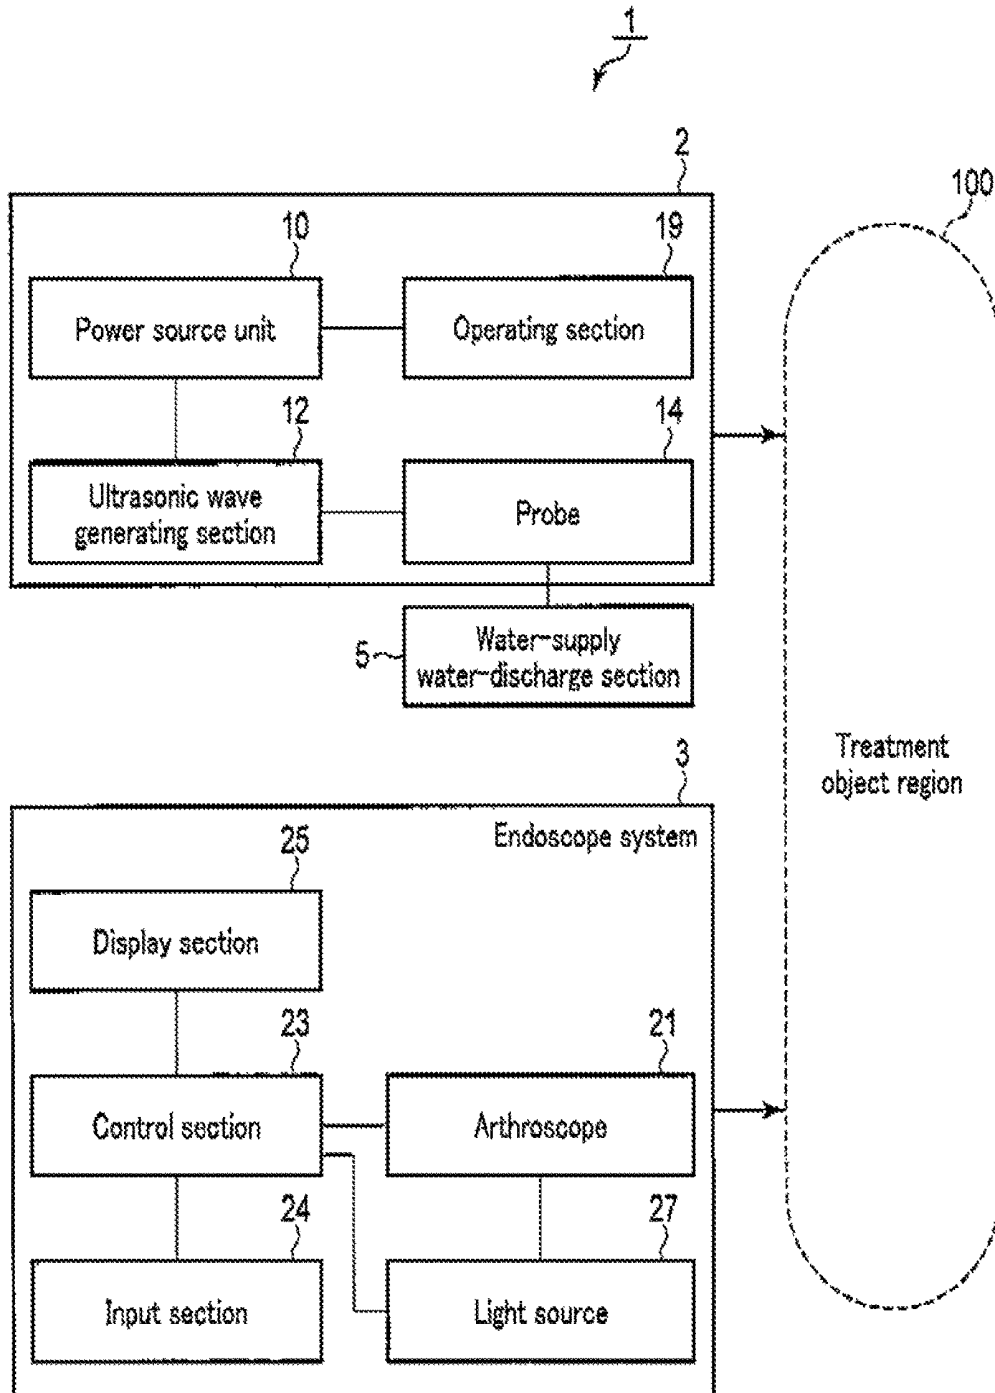 1
2
100
10
19
Power source unit
Operating section
12
14
Ultrasonic wave
generating section
Probe
5
Water-supply
water-discharge section
Treatment
object region
3
Endoscope system
25
Display section
23
21
Control section
Arthroscope
24
27
Input section
Light source